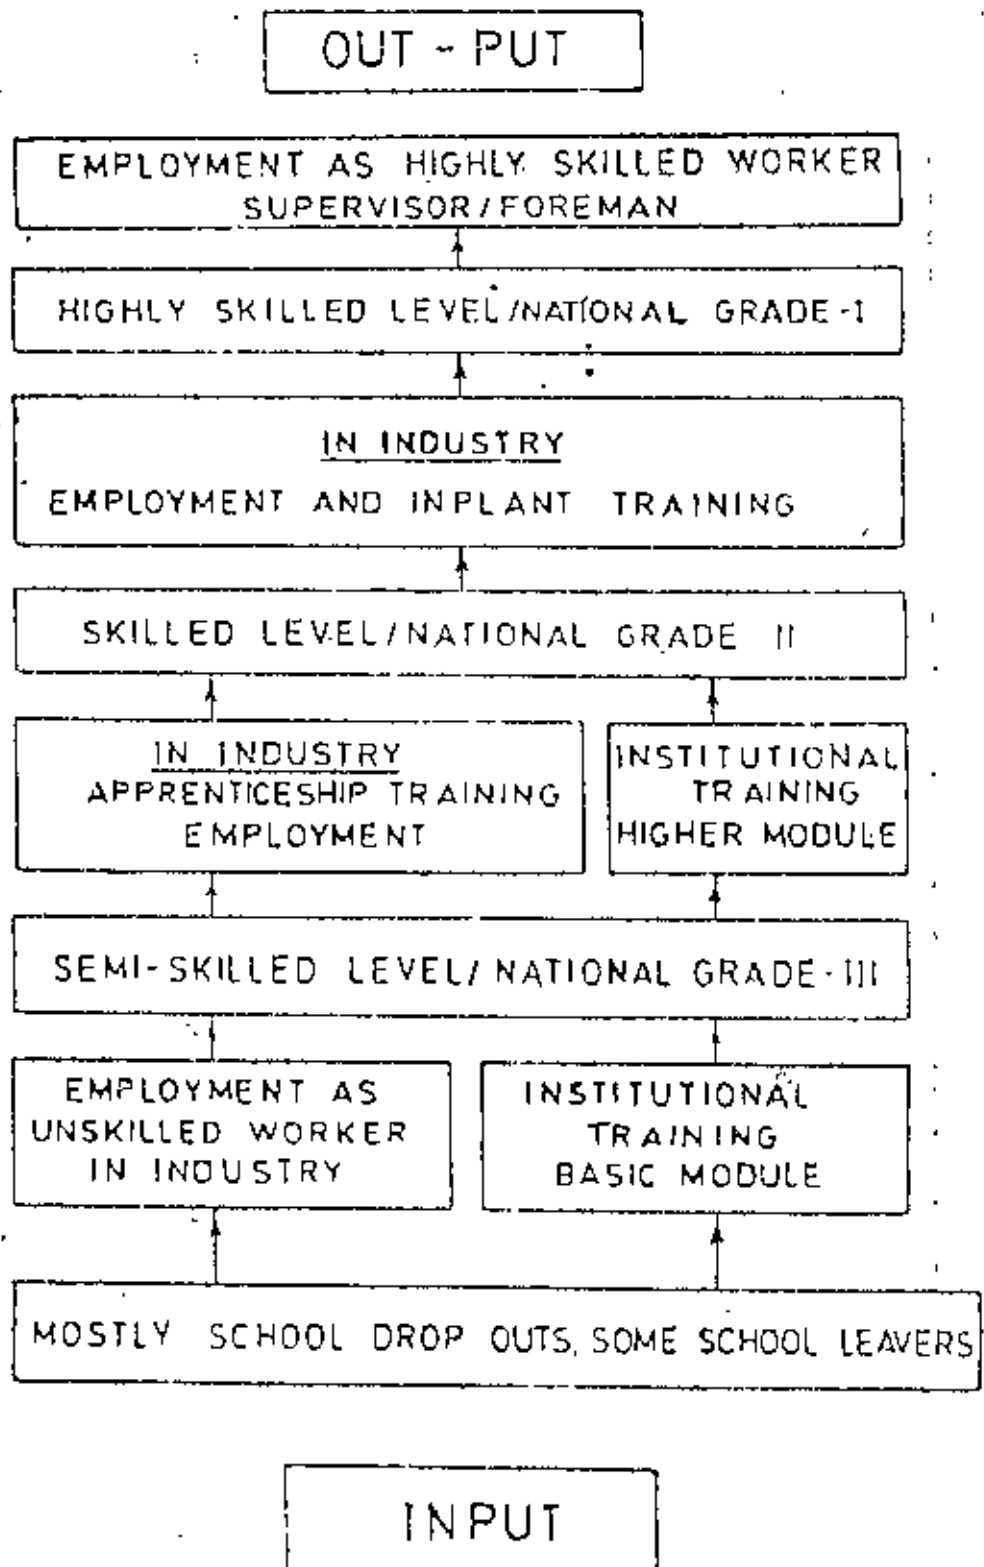 OUT - PUT
EMPLOYMENT AS HIGHLY SKILLED WORKER
SUPERVISOR/FOREMAN
HIGHLY SKILLED LEVEL/NATIONAL GRADE-I
IN INDUSTRY
EMPLOYMENT AND INPLANT TRAINING
SKILLED LEVEL/NATIONAL GRADE II
IN INDUSTRY
APPRENTICESHIP TRAINING
EMPLOYMENT
INSTITUTIONAL
TRAINING
HIGHER MODULE
SEMI-SKILLED LEVEL/NATIONAL GRADE-III
EMPLOYMENT AS
UNSKILLED WORKER
IN INDUSTRY
INSTITUTIONAL
TRAINING
BASIC MODULE
MOSTLY SCHOOL DROP OUTS, SOME SCHOOL LEAVERS
INPUT